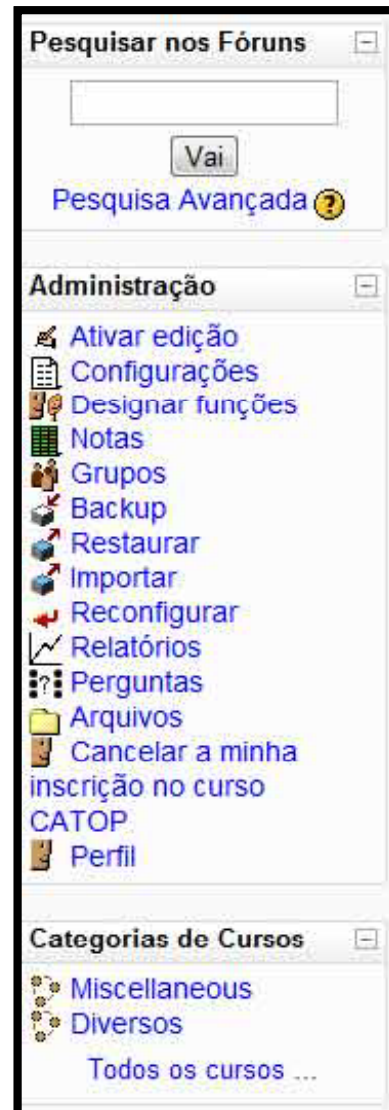 Pesquisar nos Fóruns
Vai
Pesquisa Avançada ?
Administração
Ativar edição
Configurações
Designar funções
Notas
Grupos
Backup
Restaurar
Importar
Reconfigurar
Relatórios
Perguntas
Arquivos
Cancelar a minha
inscrição no curso
CATOP
Perfil
Categorias de Cursos
Miscellaneous
Diversos
Todos os cursos ...